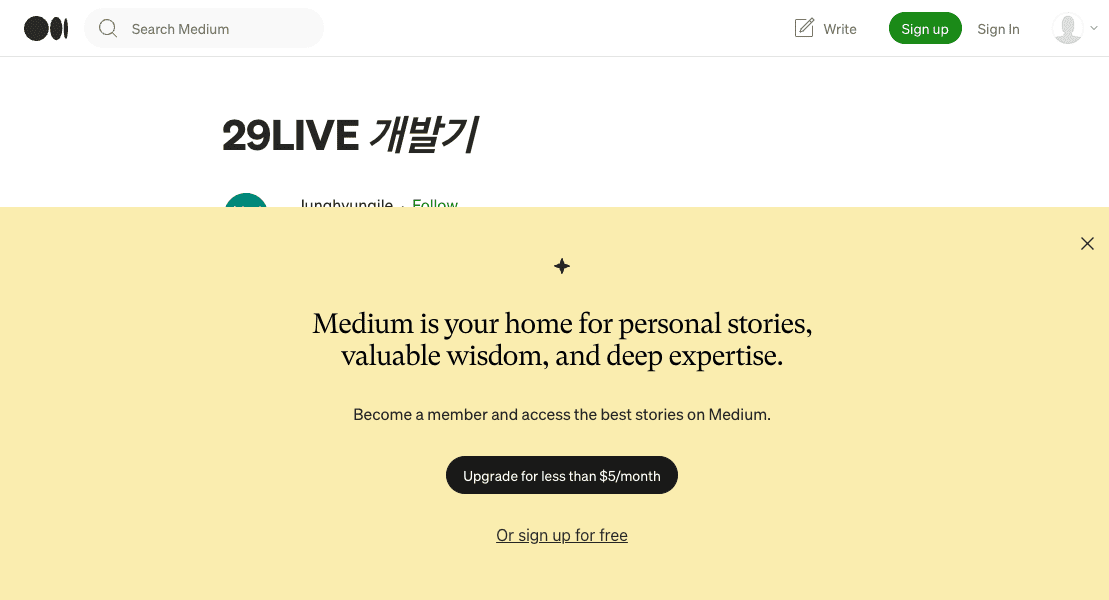 Search Medium
Write
Sign up
Sign In
29LIVE 개발기
Junghyungile · Follow
Medium is your home for personal stories,
valuable wisdom, and deep expertise.
Become a member and access the best stories on Medium.
Upgrade for less than $5/month
Or sign up for free